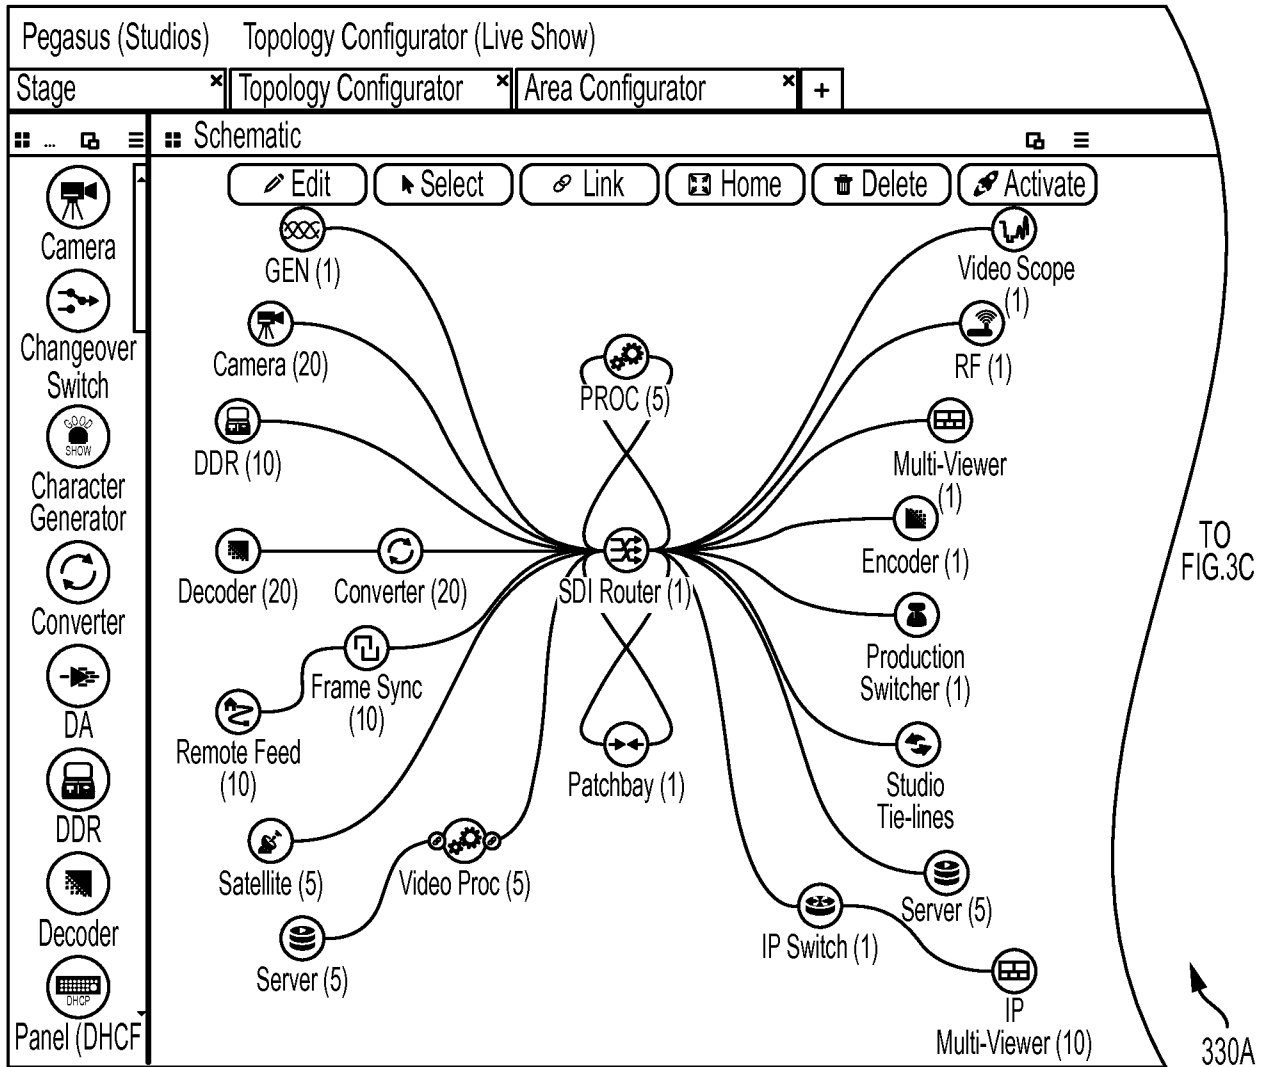 Pegasus (Studios) Topology Configurator (Live Show)
Stage × Topology Configurator × Area Configurator × +
... Schematic
Edit Select Link Home Delete Activate
Camera
Changeover
Switch
GOOD
SHOW
Character
Generator
Converter
DA
DDR
Decoder
DHCP
Panel (DHCF
GEN (1)
Camera (20)
DDR (10)
Decoder (20)
Converter (20)
Frame Sync
(10)
Remote Feed
(10)
Satellite (5)
Video Proc (5)
Server (5)
PROC (5)
SDI Router (1)
Patchbay (1)
Video Scope
(1)
RF (1)
Multi-Viewer
(1)
Encoder (1)
Production
Switcher (1)
Studio
Tie-lines
Server (5)
IP Switch (1)
IP
Multi-Viewer (10)
TO
FIG.3C
330A